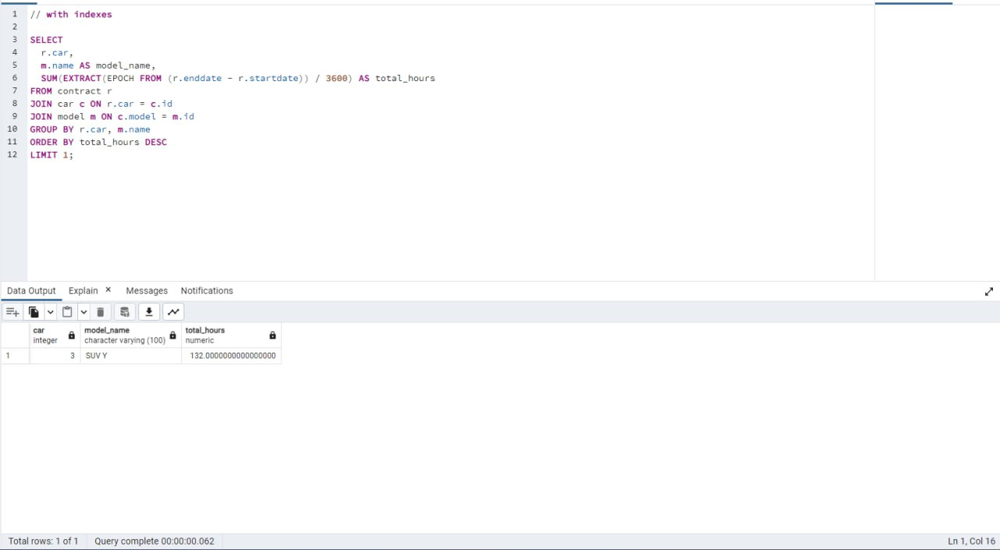 1 // with indexes
2
3 SELECT
4 r.car,
5 m.name AS model_name,
6 SUM(EXTRACT(EPOCH FROM (r.enddate - r.startdate)) / 3600) AS total_hours
7 FROM contract r
8 JOIN car c ON r.car = c.id
9 JOIN model m ON c.model = m.id
10 GROUP BY r.car, m.name
11 ORDER BY total_hours DESC
12 LIMIT 1;
Data Output Explain × Messages Notifications
car model_name total_hours
integer character varying (100) numeric
1 3 SUV Y 132.0000000000000000
Total rows: 1 of 1 Query complete 00:00:00.062 Ln 1, Col 16